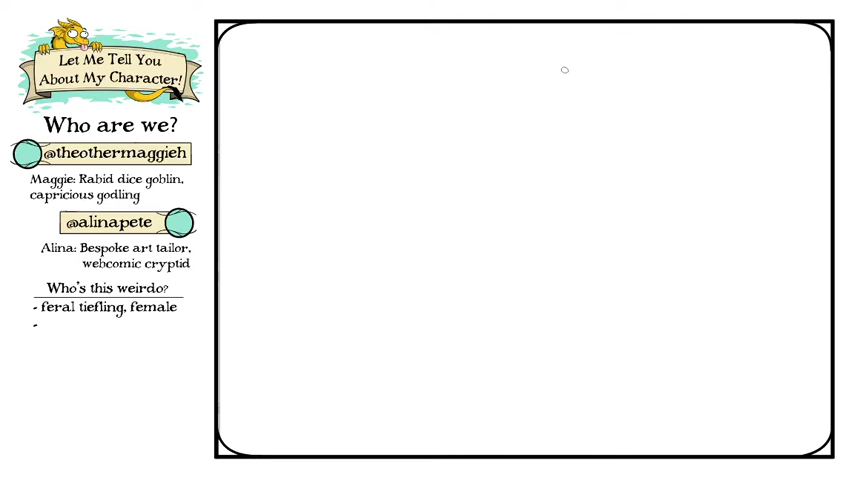 Let Me Tell You
About My Character!
Who are we?
@theothermaggieh
Maggie: Rabid dice goblin,
capricious godling
@alinapete
Alina: Bespoke art tailor,
webcomic cryptid
Who's this weirdo?
- feral tiefling, female
-